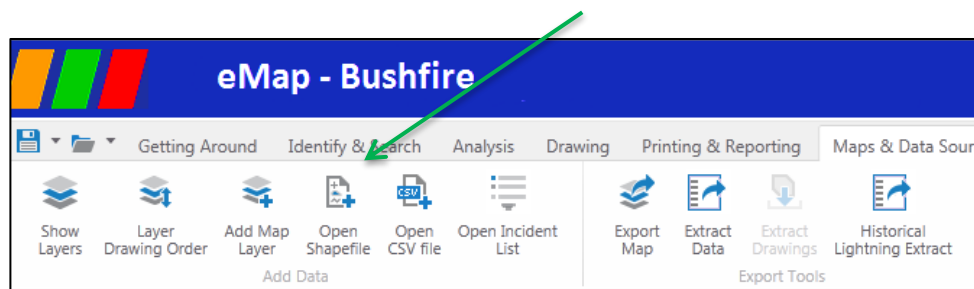 eMap - Bushfire
Getting Around Identify & Search Analysis Drawing Printing & Reporting Maps & Data Sour
Show Layers
Layer Drawing Order
Add Map Layer
Open Shapefile
CSV
Open CSV file
Open Incident List
Export Map
Extract Data
Extract Drawings
Historical Lightning Extract
Add Data
Export Tools